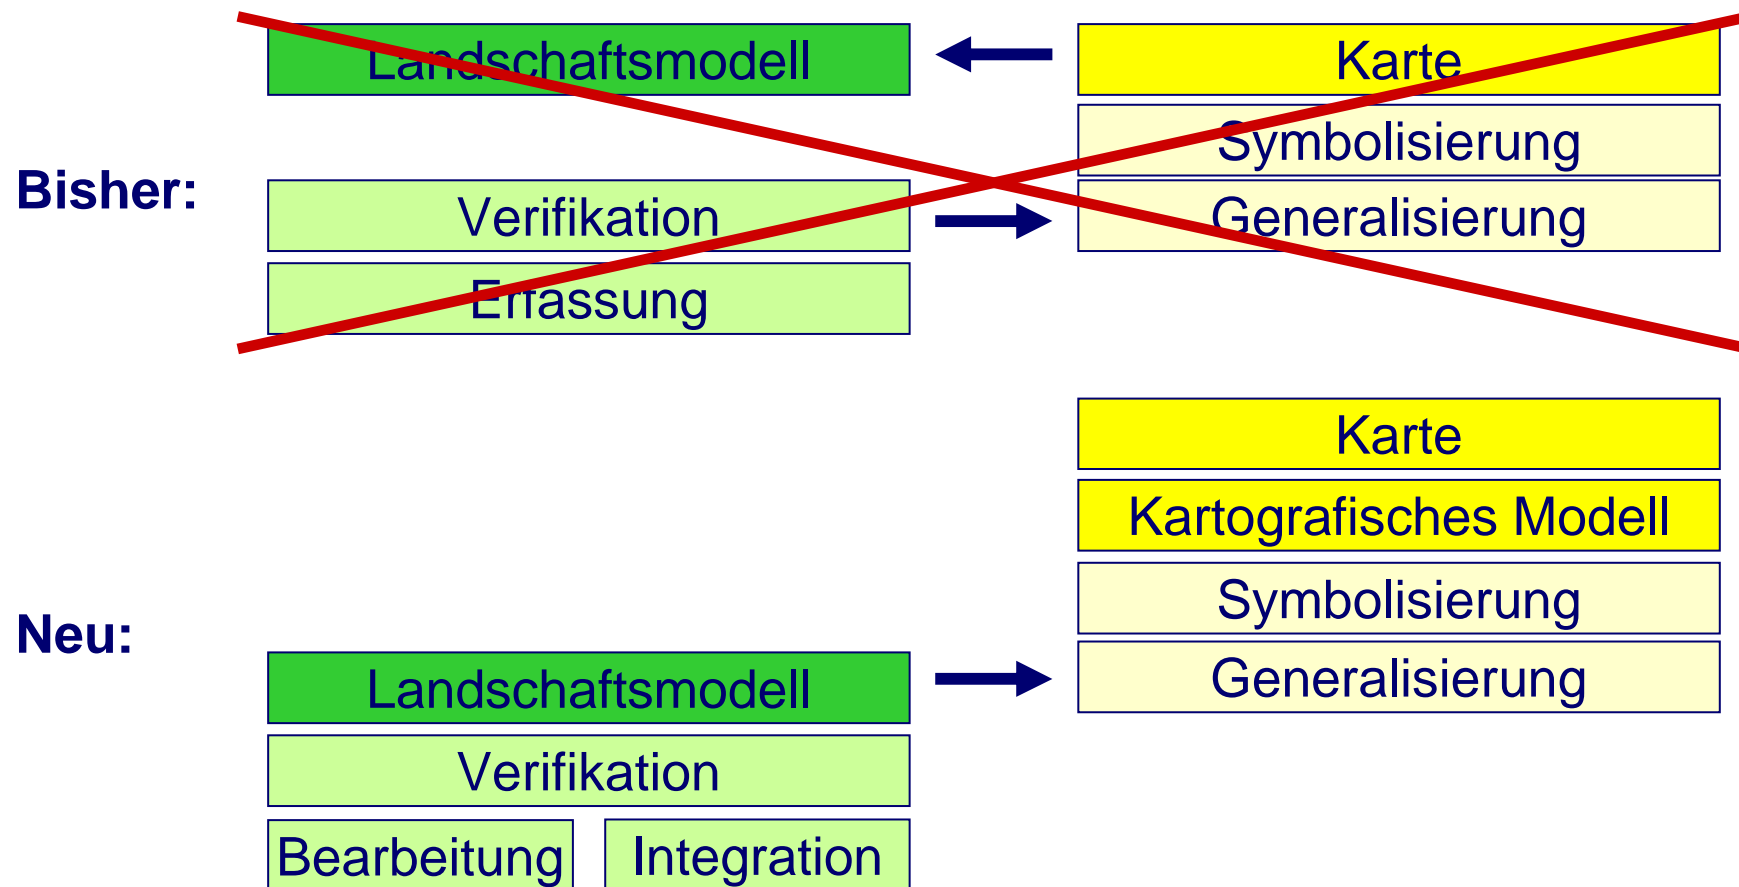 Landschaftsmodell
Karte
Symbolisierung
Bisher:
Verifikation
Generalisierung
Erfassung
Karte
Kartografisches Modell
Symbolisierung
Neu:
Landschaftsmodell
Generalisierung
Verifikation
Bearbeitung
Integration